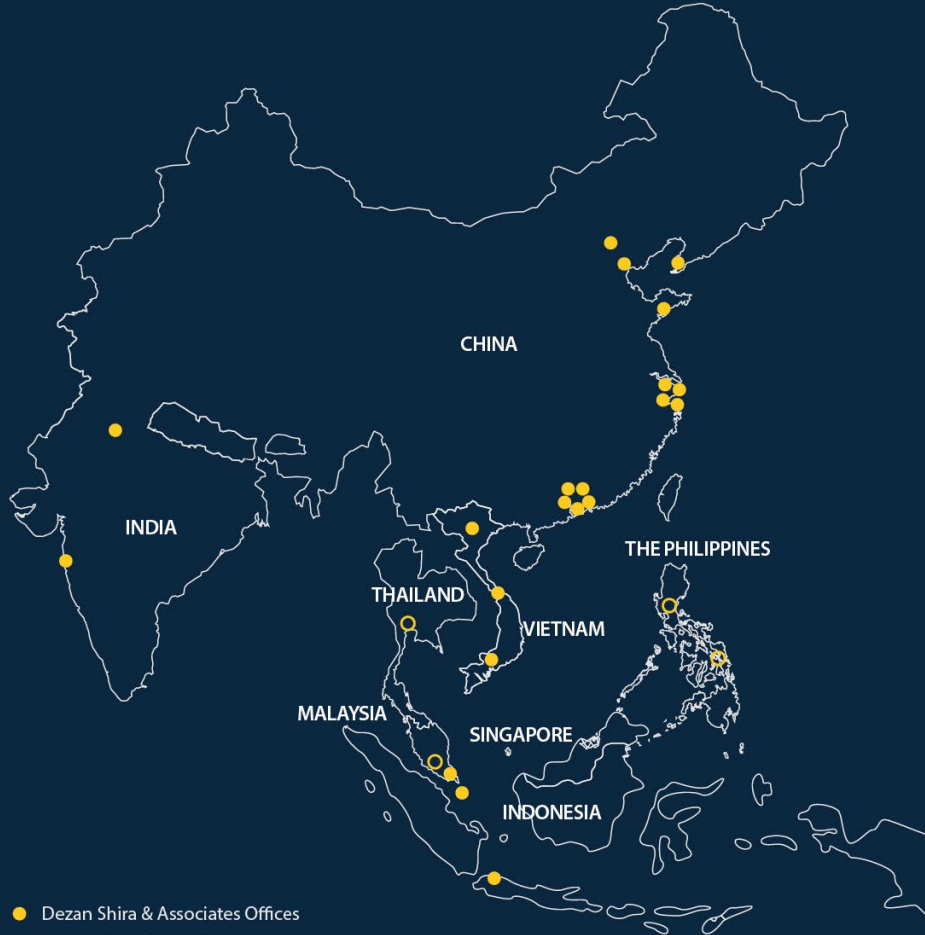 CHINA
INDIA
THE PHILIPPINES
THAILAND
VIETNAM
MALAYSIA
SINGAPORE
INDONESIA
Dezan Shira & Associates Offices